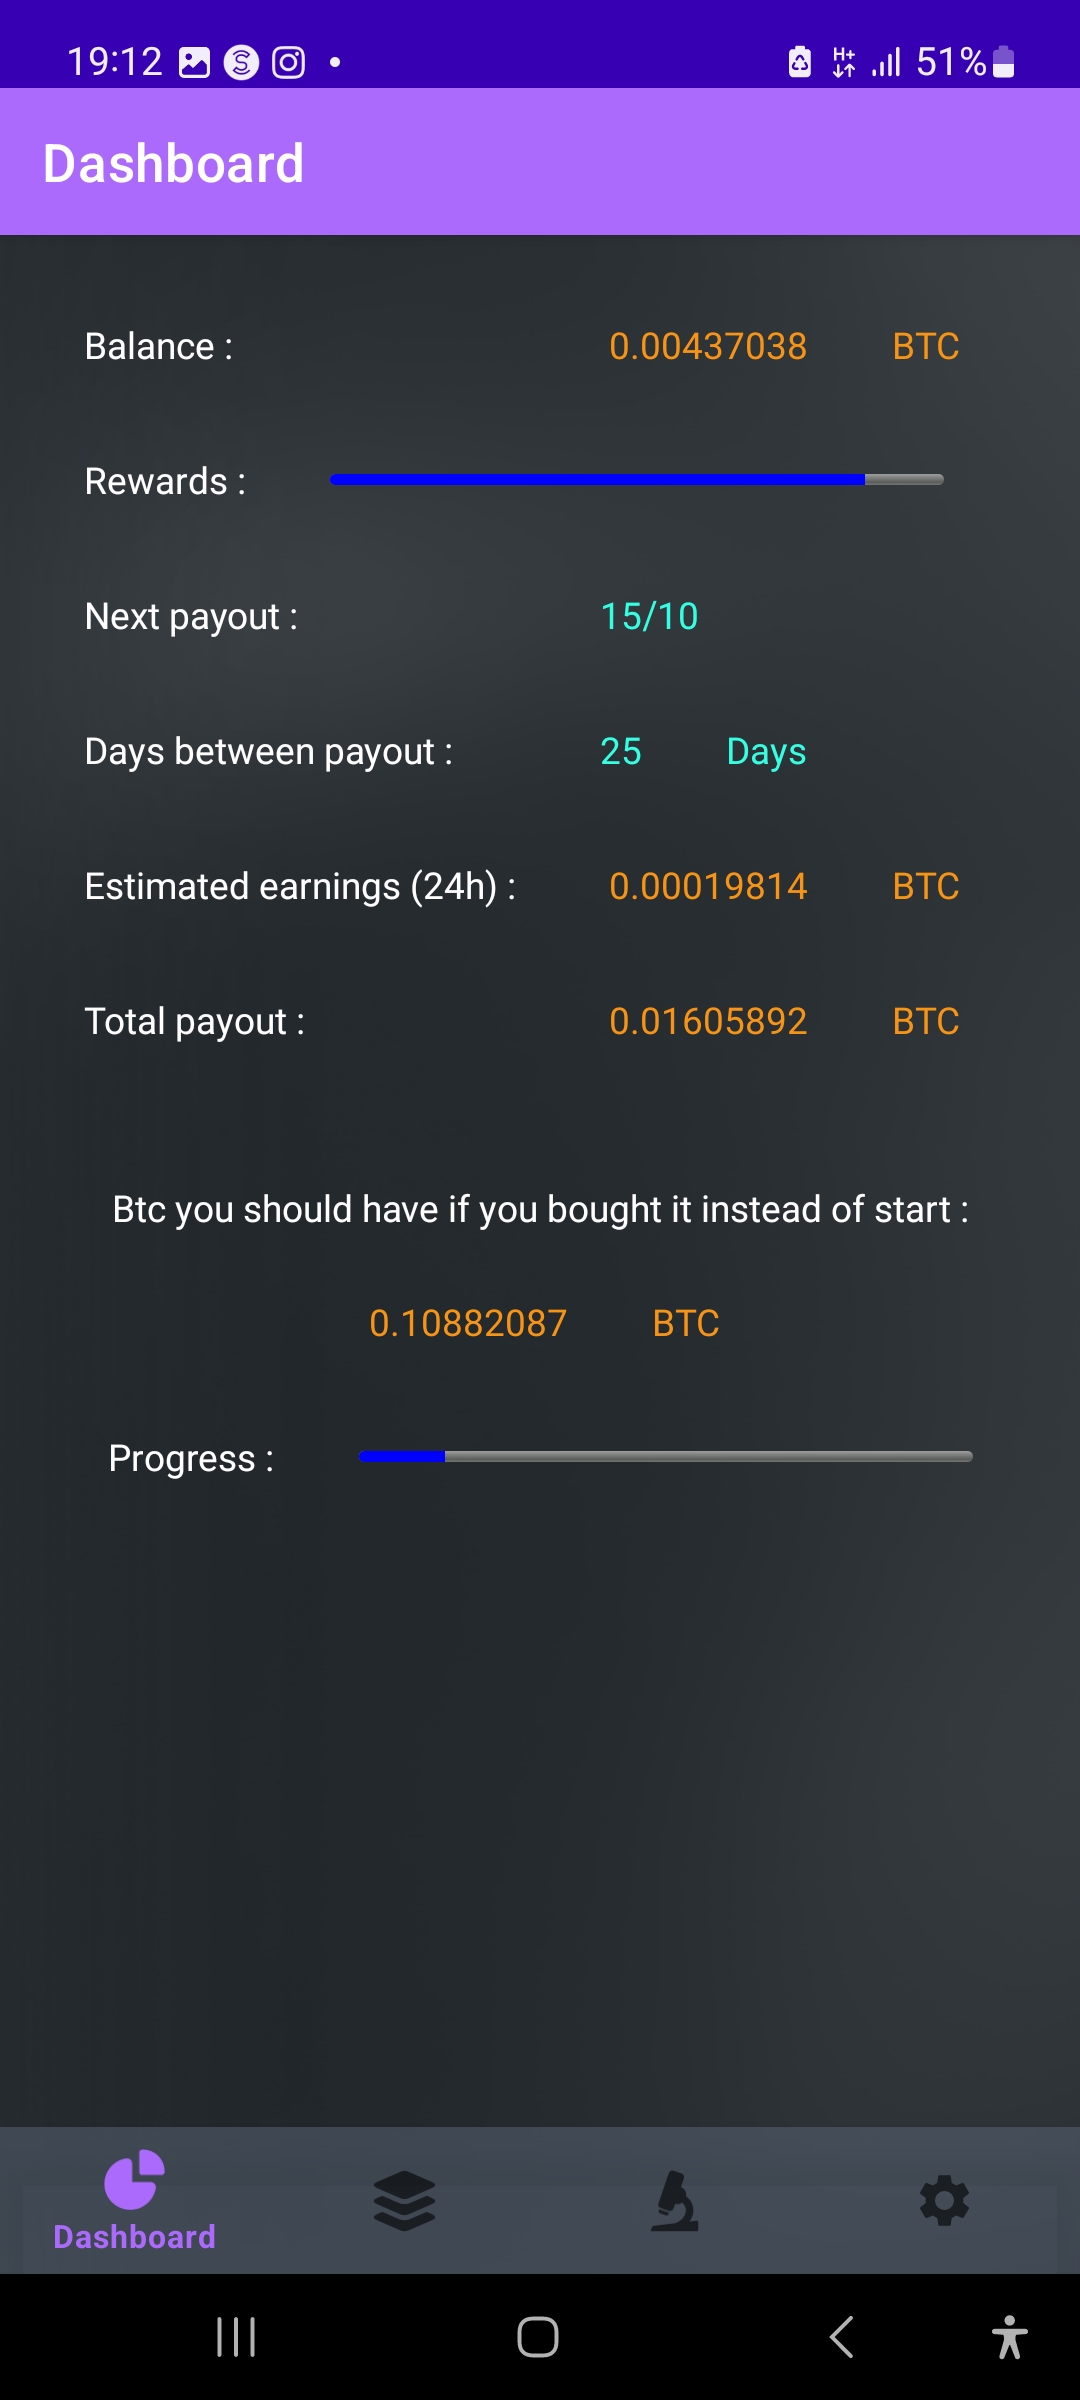 19:12 H+ 51%
Dashboard
Balance : 0.00437038 BTC
Rewards :
Next payout : 15/10
Days between payout : 25 Days
Estimated earnings (24h) : 0.00019814 BTC
Total payout : 0.01605892 BTC
Btc you should have if you bought it instead of start :
0.10882087 BTC
Progress :
Dashboard